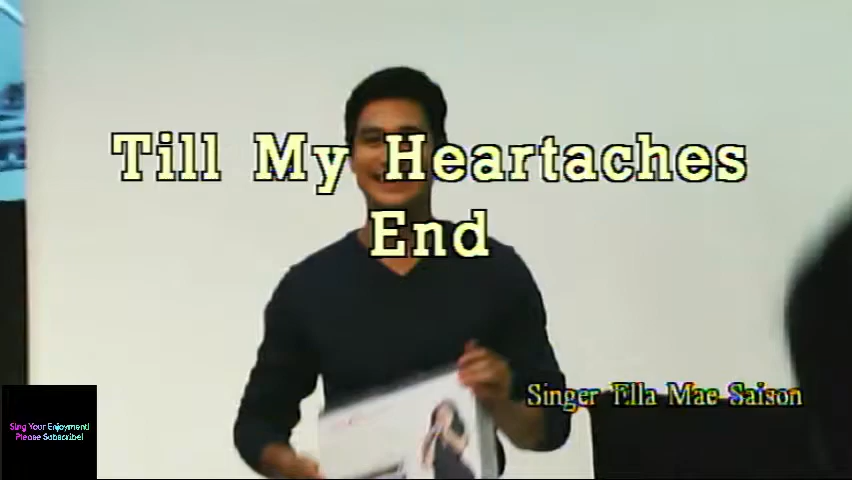 Till My Heartaches
End
Singer Ella Mae Saison
Sing Your Enjoyment!
Please Subscribe!